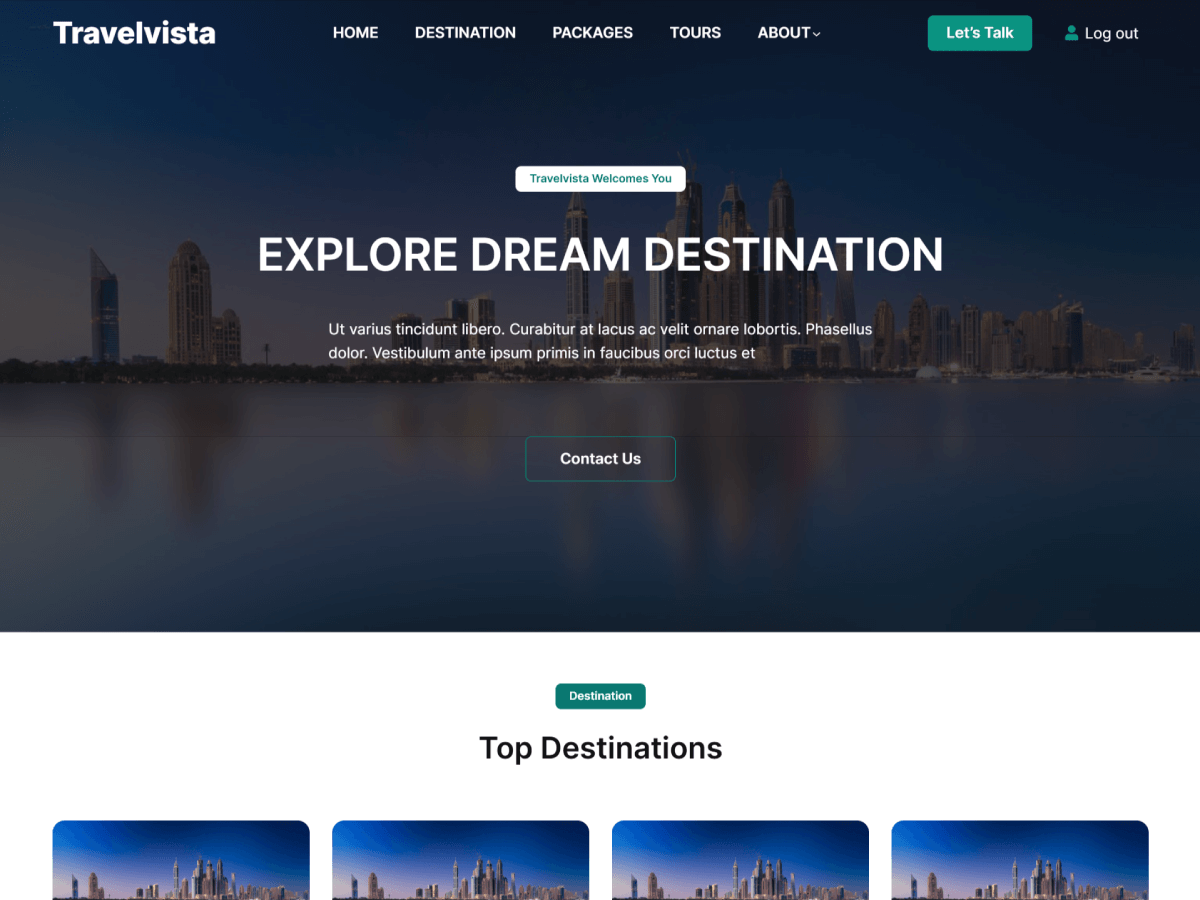 Travelvista
HOME
DESTINATION
PACKAGES
TOURS
ABOUT
Let's Talk
Log out
Travelvista Welcomes You
EXPLORE DREAM DESTINATION
Ut varius tincidunt libero. Curabitur at lacus ac velit ornare lobortis. Phasellus
dolor. Vestibulum ante ipsum primis in faucibus orci luctus et
Contact Us
Destination
Top Destinations